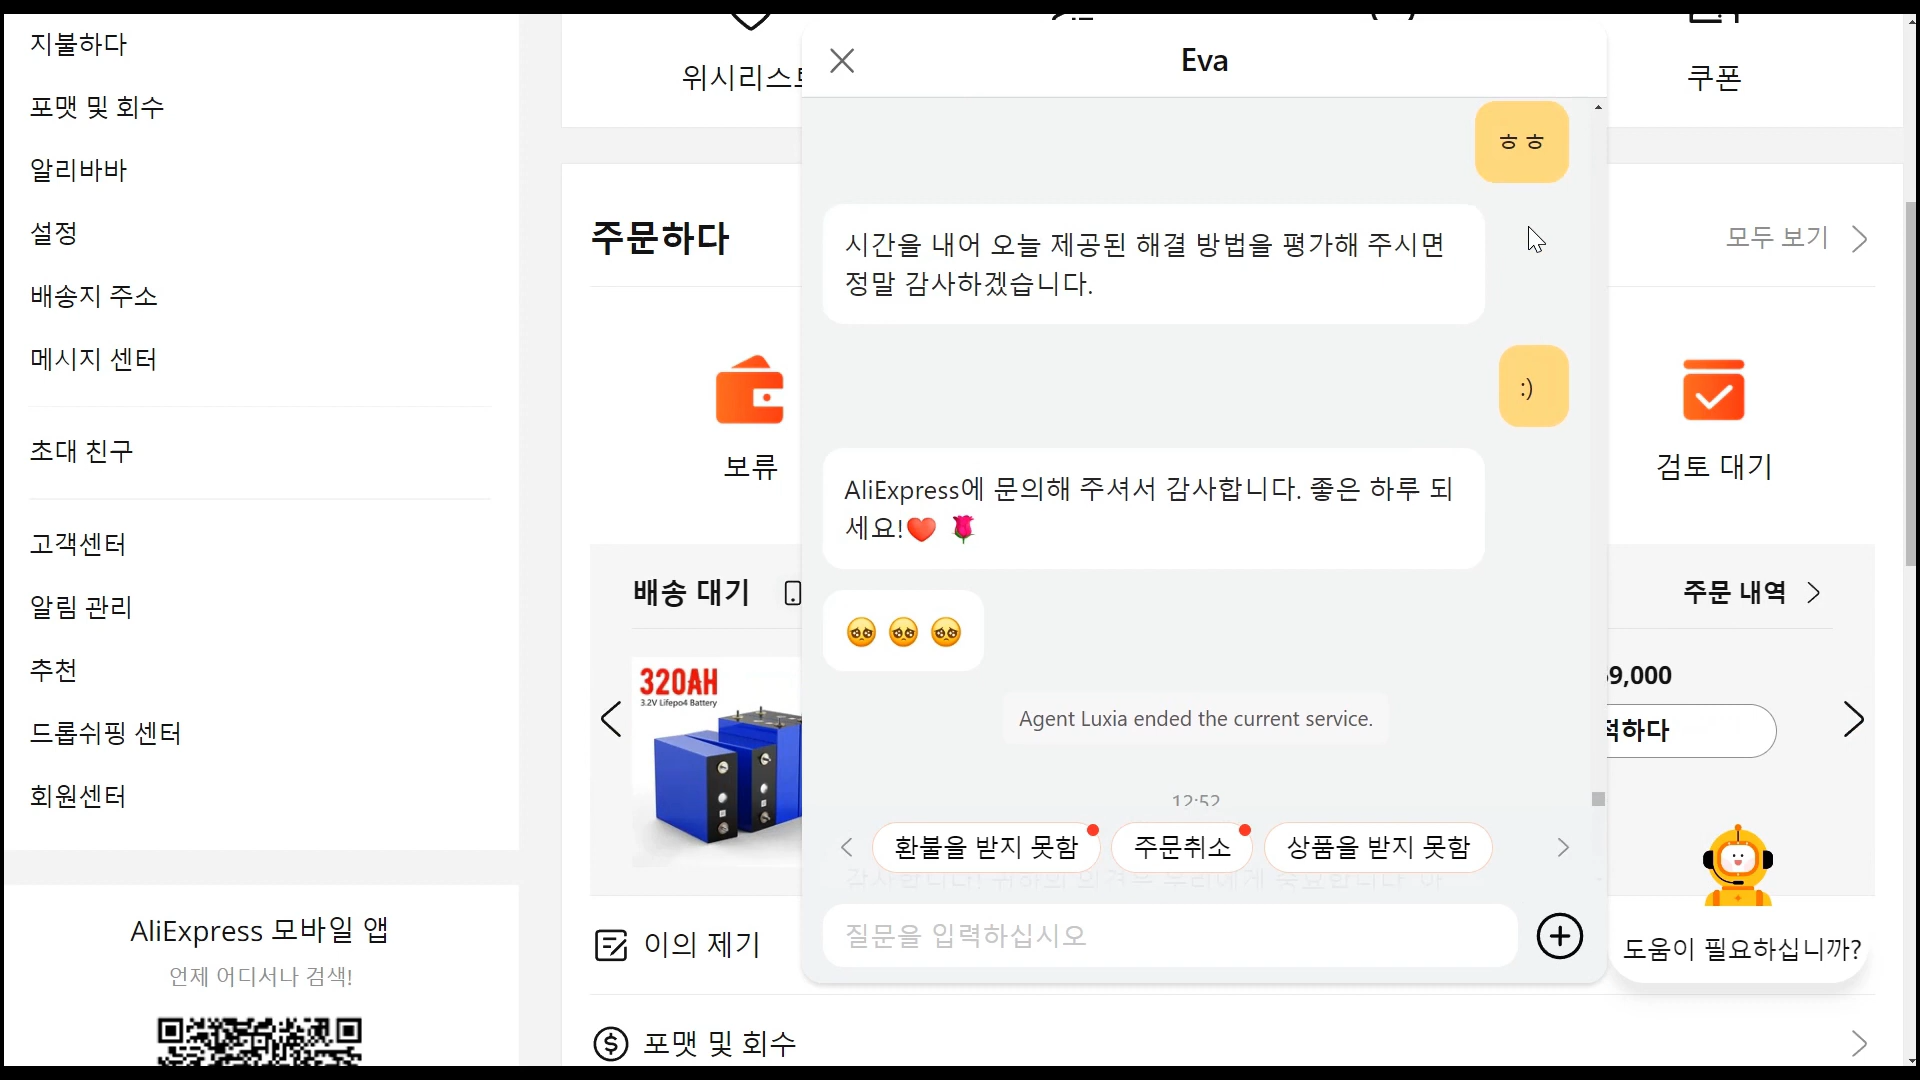 지불하다
포맷 및 회수
알리바바
설정
배송지 주소
메시지 센터
초대 친구
고객센터
알림 관리
추천
드롭쉬핑 센터
회원센터
AliExpress 모바일 앱
언제 어디서나 검색!
쿠폰
주문하다
모두 보기
보류
검토 대기
배송 대기
주문 내역
320AH
3.2V Lifepo4 Battery
9,000
이의 제기
포맷 및 회수
Eva
ㅎㅎ
시간을 내어 오늘 제공된 해결 방법을 평가해 주시면
정말 감사하겠습니다.
:)
AliExpress에 문의해 주셔서 감사합니다. 좋은 하루 되
세요!❤️ 🌹
🥺 🥺 🥺
Agent Luxia ended the current service.
12:52
환불을 받지 못함
주문취소
상품을 받지 못함
질문을 입력하십시오
도움이 필요하십니까?